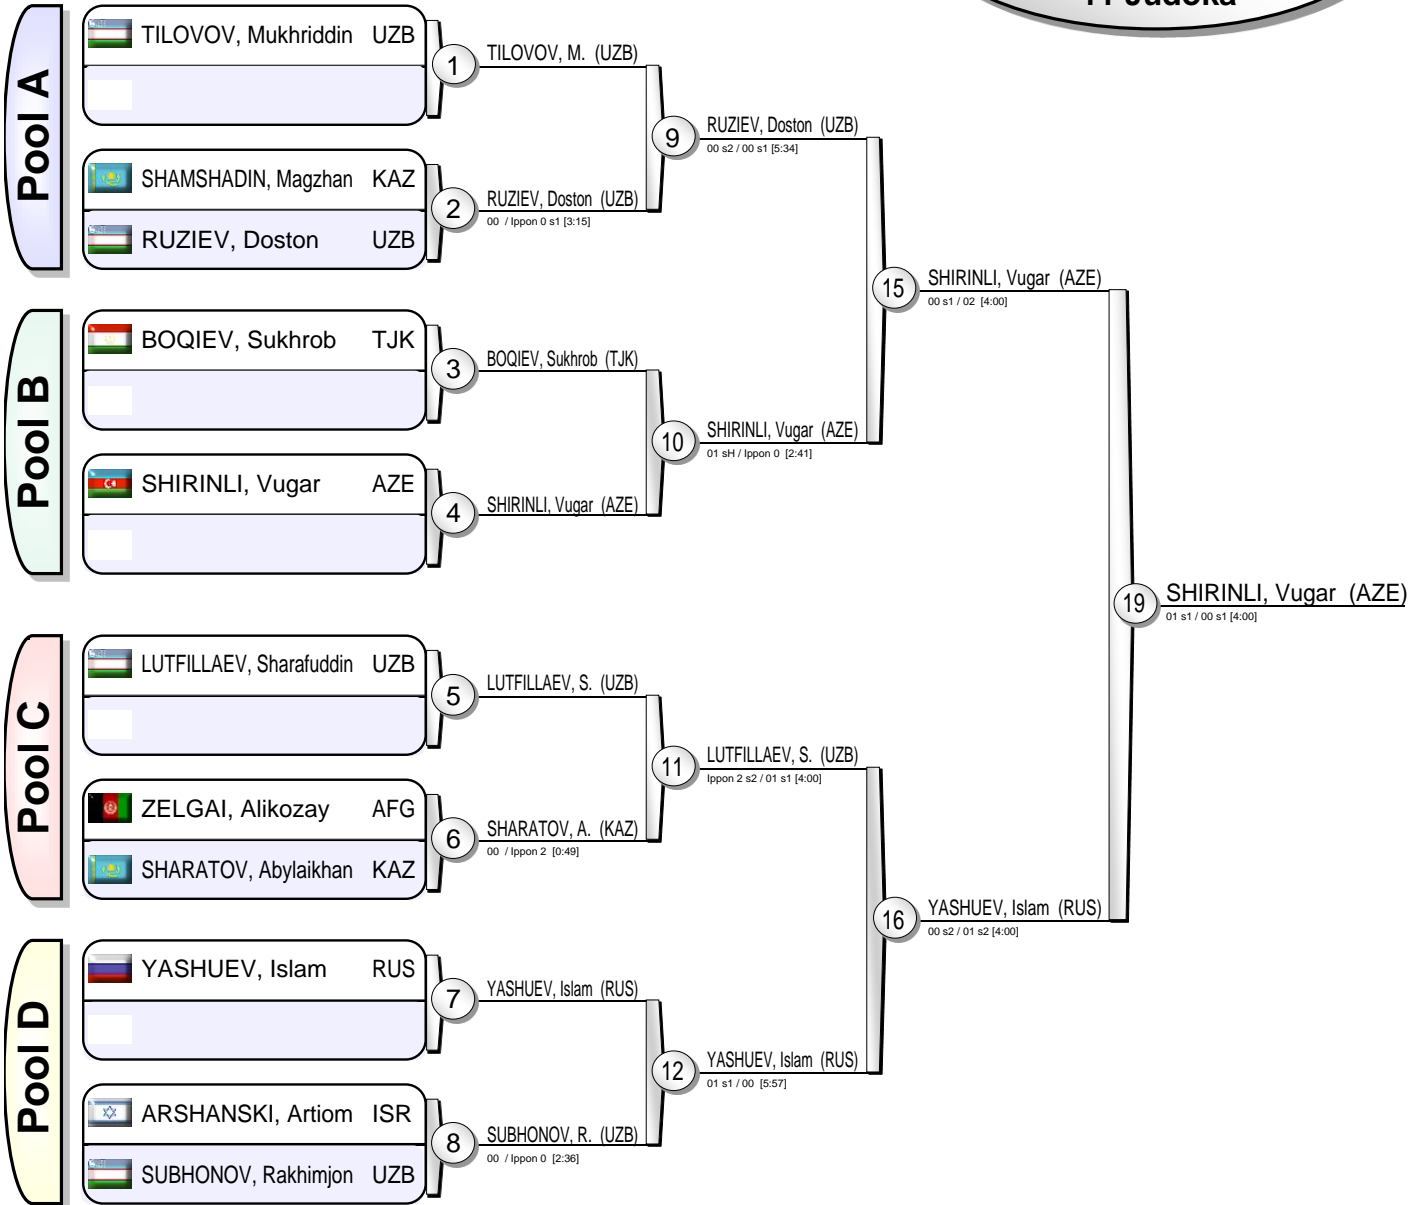 11 Judoka
Pool A
TILOVOV, Mukhriddin UZB
1
TILOVOV, M. (UZB)
SHAMSHADIN, Magzhan KAZ
RUZIEV, Doston UZB
2
RUZIEV, Doston (UZB)
00 / Ippon 0 s1 [3:15]
9
RUZIEV, Doston (UZB)
00 s2 / 00 s1 [5:34]
Pool B
BOQIEV, Sukhrob TJK
3
BOQIEV, Sukhrob (TJK)
SHIRINLI, Vugar AZE
4
SHIRINLI, Vugar (AZE)
10
SHIRINLI, Vugar (AZE)
01 sH / Ippon 0 [2:41]
15
SHIRINLI, Vugar (AZE)
00 s1 / 02 [4:00]
Pool C
LUTFILLAEV, Sharafuddin UZB
5
LUTFILLAEV, S. (UZB)
ZELGAI, Alikozay AFG
SHARATOV, Abylaikhan KAZ
6
SHARATOV, A. (KAZ)
00 / Ippon 2 [0:49]
11
LUTFILLAEV, S. (UZB)
Ippon 2 s2 / 01 s1 [4:00]
Pool D
YASHUEV, Islam RUS
7
YASHUEV, Islam (RUS)
ARSHANSKI, Artiom ISR
SUBHONOV, Rakhimjon UZB
8
SUBHONOV, R. (UZB)
00 / Ippon 0 [2:36]
12
YASHUEV, Islam (RUS)
01 s1 / 00 [5:57]
16
YASHUEV, Islam (RUS)
00 s2 / 01 s2 [4:00]
19
SHIRINLI, Vugar (AZE)
01 s1 / 00 s1 [4:00]